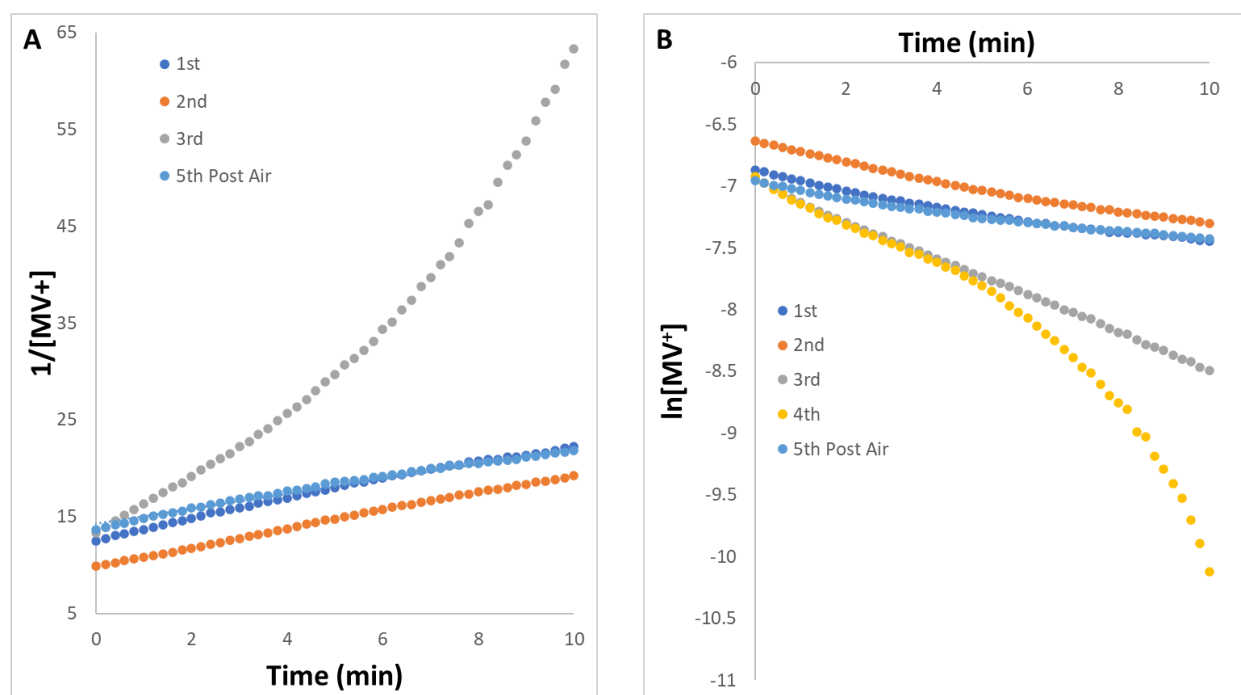 A
65
55
45
35
25
15
5
1/[MV+]
1st
2nd
3rd
5th Post Air
0
2
4
6
8
10
Time (min)
B
Time (min)
-6
-6.5
-7
-7.5
-8
-8.5
-9
-9.5
-10
-10.5
-11
ln[MV⁺]
0
2
4
6
8
10
1st
2nd
3rd
4th
5th Post Air